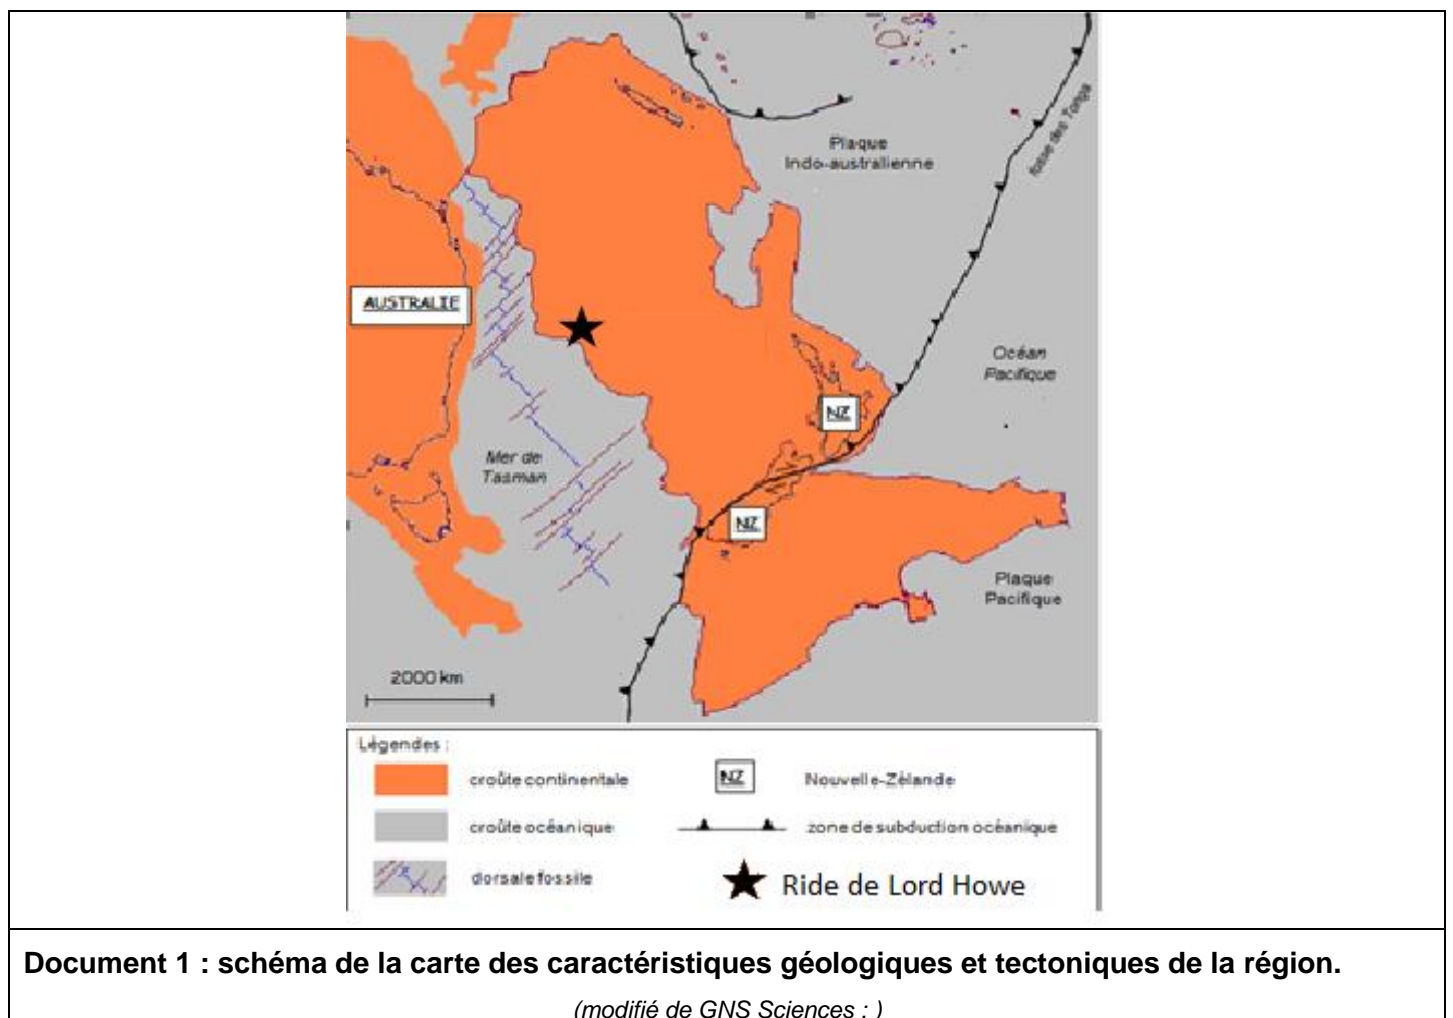 Plaque
Indo-australienne
fosse des Tonga
AUSTRALIE
Océan
Pacifique
NZ
Mer de
Tasman
NZ
Plaque
Pacifique
2000 km
Légendes :
croûte continentale
NZ
Nouvelle-Zélande
croûte océanique
zone de subduction océanique
dorsale fossile
Ride de Lord Howe
Document 1 : schéma de la carte des caractéristiques géologiques et tectoniques de la région.
(modifié de GNS Sciences : )